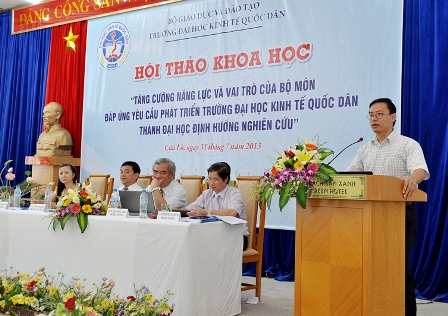 ĐẢNG CỘNG SẢN
BỘ GIÁO DỤC VÀ ĐÀO TẠO
TRƯỜNG ĐẠI HỌC KINH TẾ QUỐC DÂN
HỘI THẢO KHOA HỌC
"TĂNG CƯỜNG NĂNG LỰC VÀ VAI TRÒ CỦA BỘ MÔN
ĐÁP ỨNG YÊU CẦU PHÁT TRIỂN TRƯỜNG ĐẠI HỌC KINH TẾ QUỐC DÂN
THÀNH ĐẠI HỌC ĐỊNH HƯỚNG NGHIÊN CỨU"
Cửa Lò, ngày 31 tháng 7 năm 2013
XANH
HOTEL